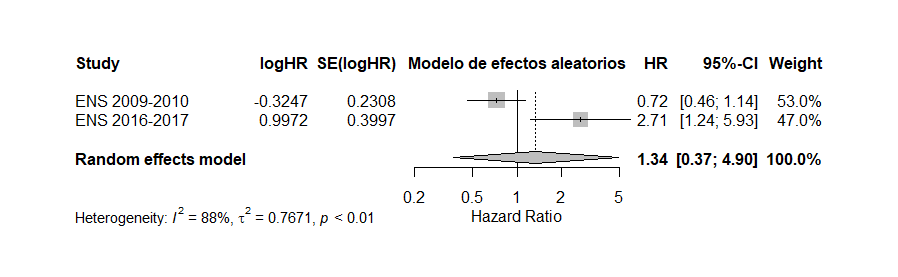 Study logHR SE(logHR) Modelo de efectos aleatorios HR 95%-CI Weight
ENS 2009-2010 -0.3247 0.2308 0.72 [0.46; 1.14] 53.0%
ENS 2016-2017 0.9972 0.3997 2.71 [1.24; 5.93] 47.0%
Random effects model 1.34 [0.37; 4.90] 100.0%
0.2 0.5 1 2 5
Heterogeneity: I² = 88%, τ² = 0.7671, p < 0.01 Hazard Ratio